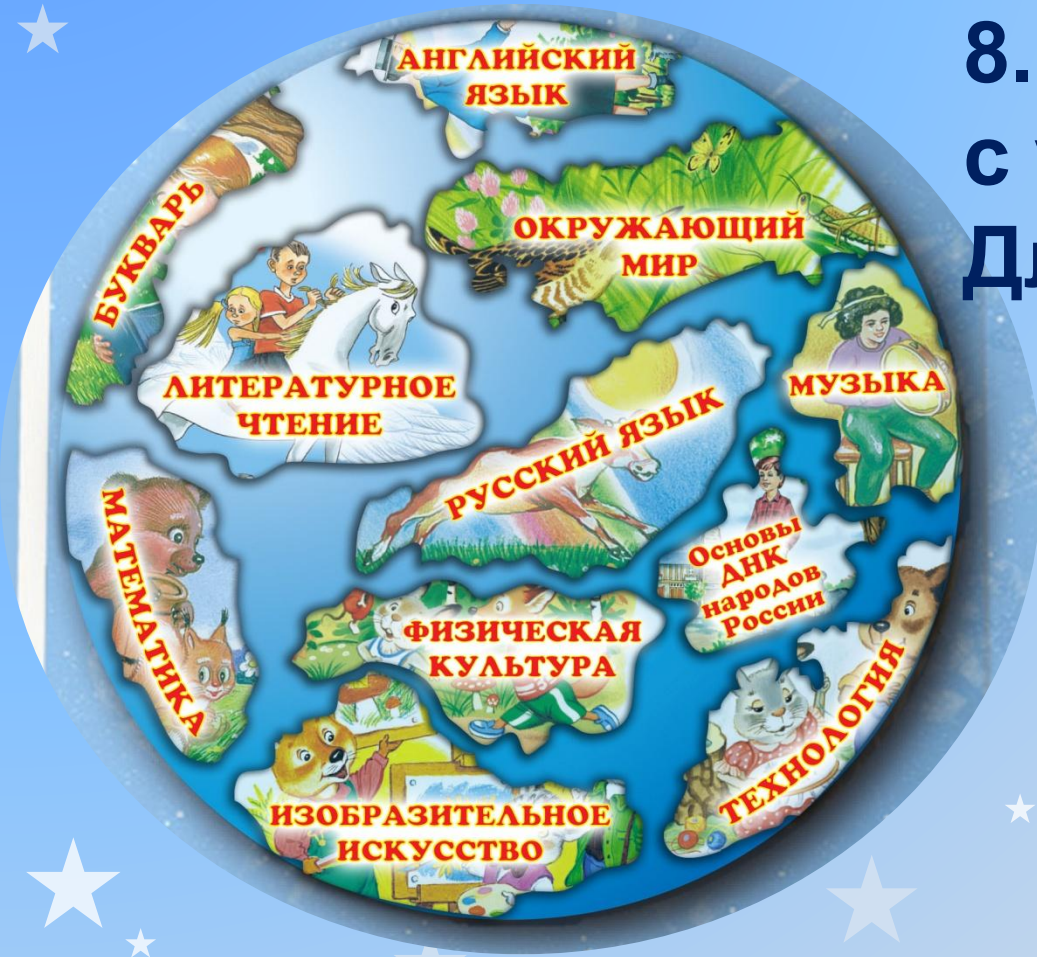 АНГЛИЙСКИЙ
ЯЗЫК
БУКВАРЬ
ОКРУЖАЮЩИЙ
МИР
ЛИТЕРАТУРНОЕ
ЧТЕНИЕ
МУЗЫКА
РУССКИЙ ЯЗЫК
МАТЕМАТИКА
Основы
ДНК
народов
России
ФИЗИЧЕСКАЯ
КУЛЬТУРА
ТЕХНОЛОГИЯ
ИЗОБРАЗИТЕЛЬНОЕ
ИСКУССТВО
8.
с